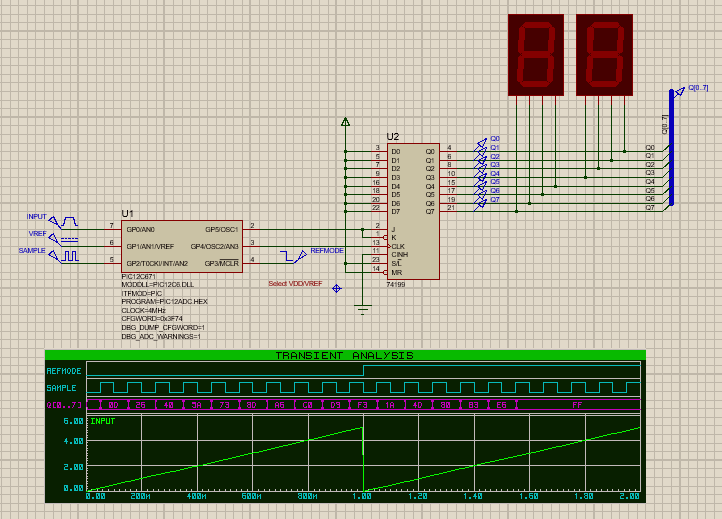 Q[0..7]
Q[0..7]
U2
3 D0 Q0 4 Q0 Q0
5 D1 Q1 6 Q1 Q1
7 D2 Q2 8 Q2 Q2
9 D3 Q3 10 Q3 Q3
16 D4 Q4 15 Q4 Q4
18 D5 Q5 17 Q5 Q5
20 D6 Q6 19 Q6 Q6
22 D7 Q7 21 Q7 Q7
2 J
1 K
13 CLK
11 CINH
23 S/L
14 MR
74199
U1
INPUT 7 GP0/AN0 GP5/OSC1 2
VREF 6 GP1/AN1/VREF GP4/OSC2/AN3 3
SAMPLE 5 GP2/T0CKI/INT/AN2 GP3/MCLR 4
REFMODE
Select VDD/VREF
PIC12C671
MODDLL=PIC12C6.DLL
ITFMOD=PIC
PROGRAM=PIC12ADC.HEX
CLOCK=4MHz
CFGWORD=0x3F74
DBG_DUMP_CFGWORD=1
DBG_ADC_WARNINGS=1
TRANSIENT ANALYSIS
REFMODE
SAMPLE
Q[0..7] 0D 28 40 5A 73 8D A6 C0 D9 F3 1A 4D 80 B3 E6 FF
6.00
INPUT
4.00
2.00
0.00
0.00 200m 400m 600m 800m 1.00 1.20 1.40 1.60 1.80 2.00